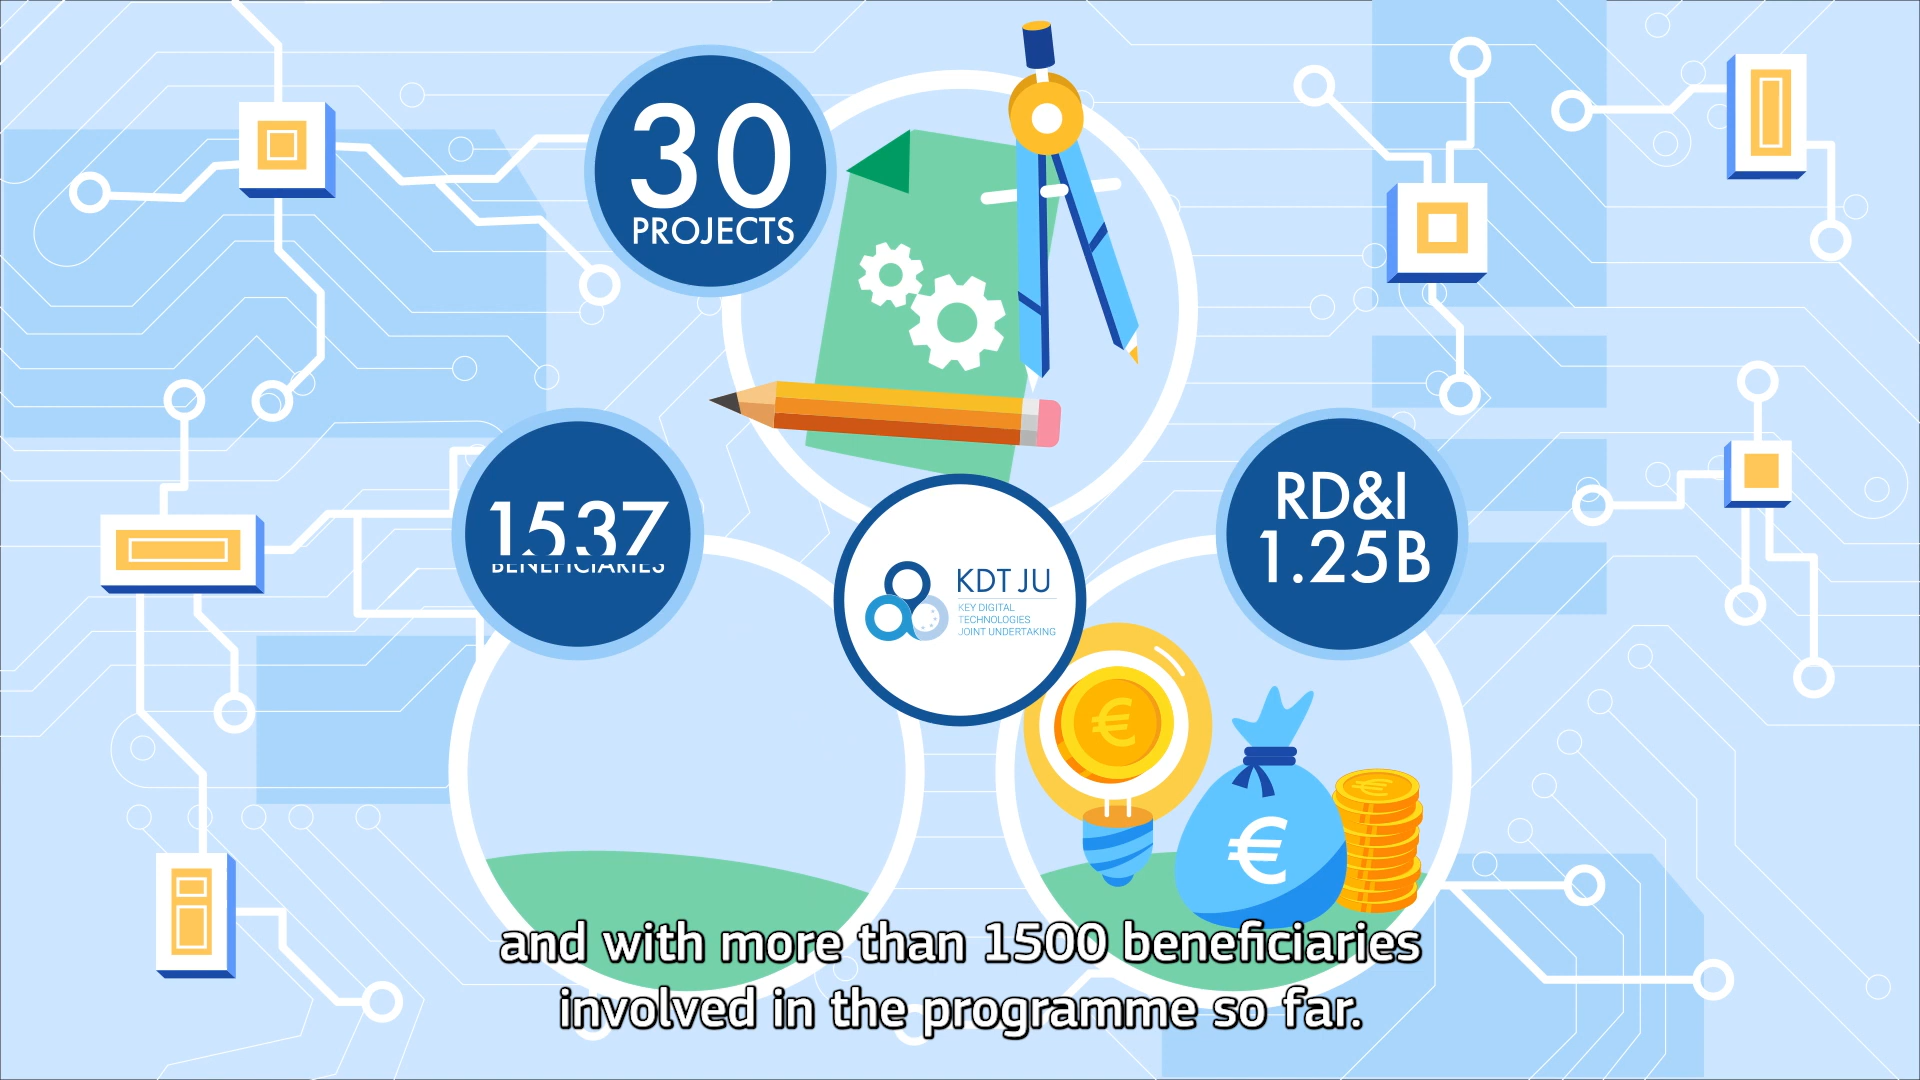 30
PROJECTS
1537
BENEFICIARIES
RD&I
1.25B
KDT JU
KEY DIGITAL
TECHNOLOGIES
JOINT UNDERTAKING
€
€
€
and with more than 1500 beneficiaries
involved in the programme so far.